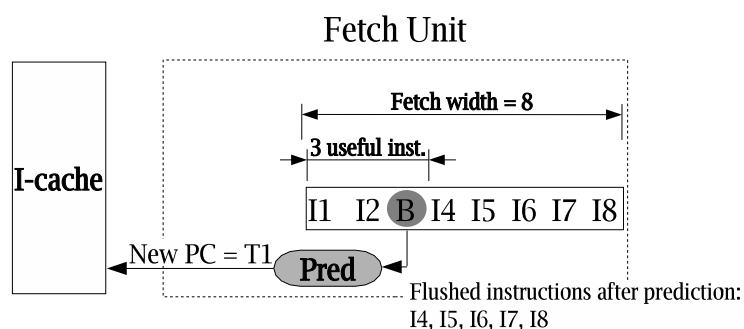 Fetch Unit
Fetch width = 8
3 useful inst.
I-cache
I1 I2 B I4 I5 I6 I7 I8
New PC = T1
Pred
Flushed instructions after prediction:
I4, I5, I6, I7, I8